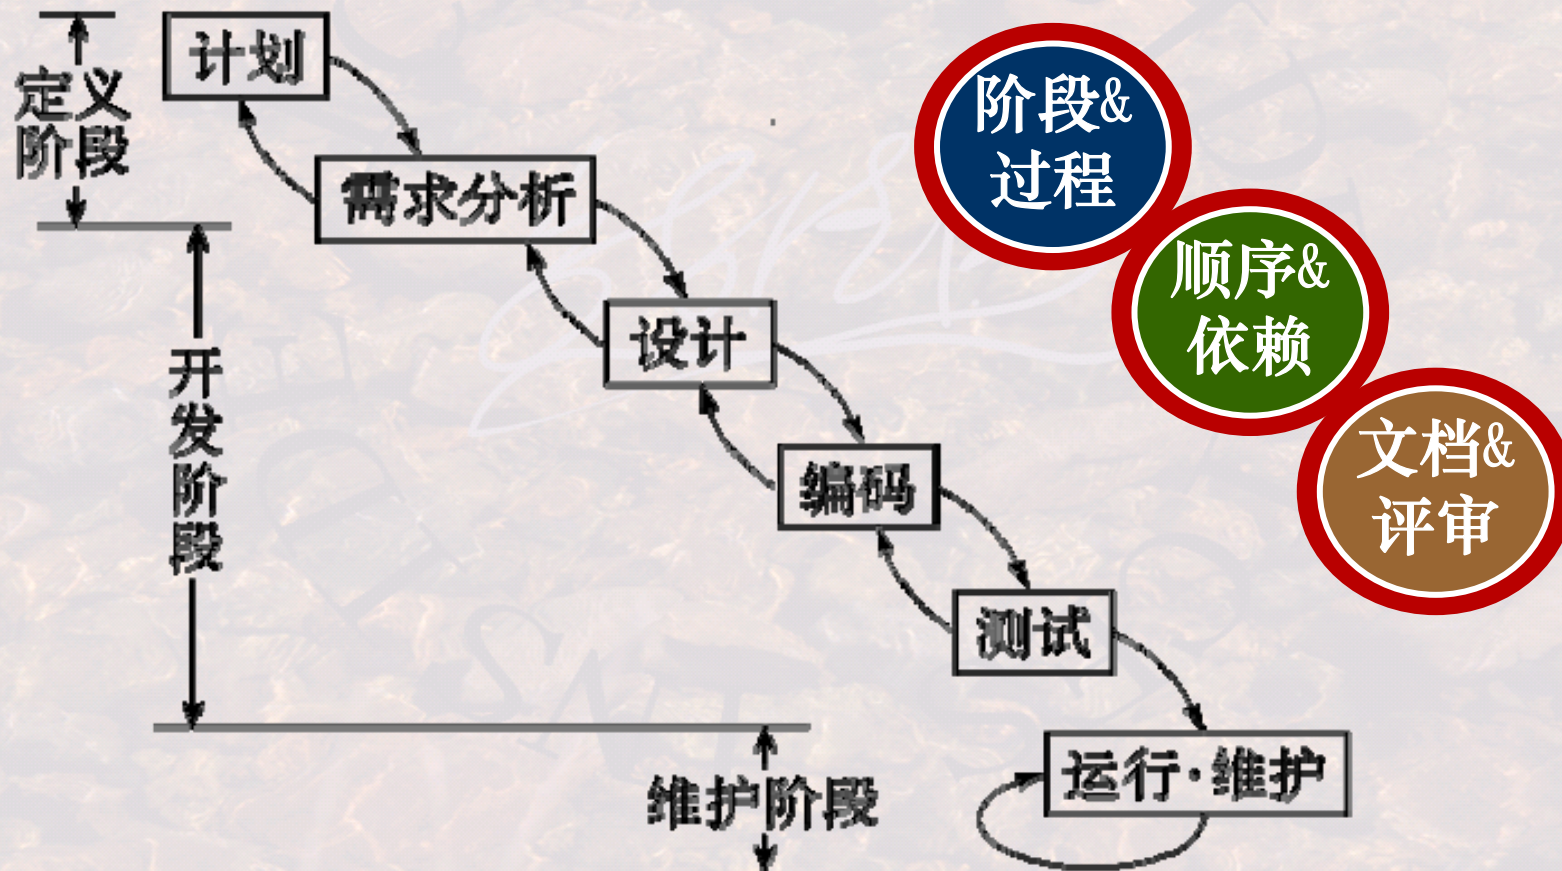 计划
定义
阶段
需求分析
设计
开
发
阶
段
编码
测试
运行·维护
维护阶段
阶段&
过程
顺序&
依赖
文档&
评审